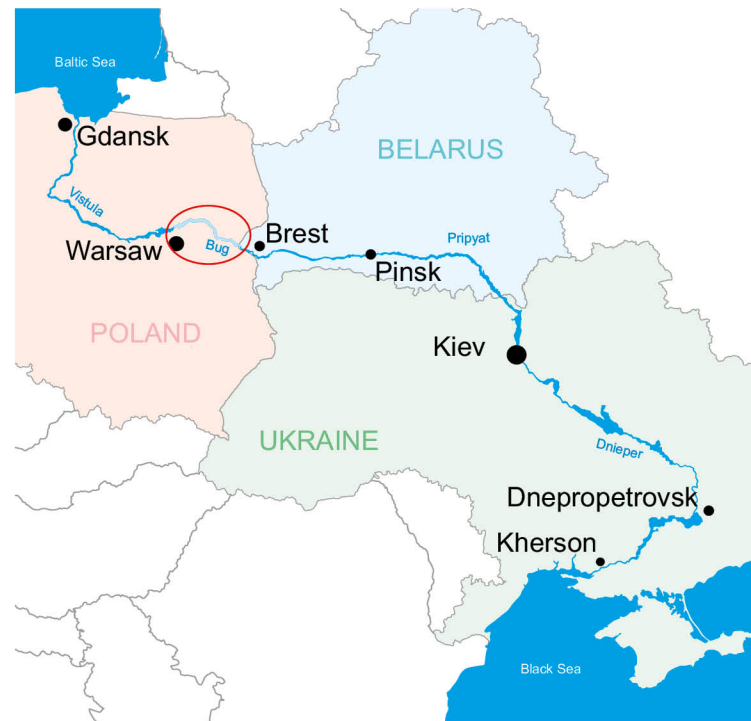 Baltic Sea
Gdansk
BELARUS
Vistula
Brest
Pripyat
Warsaw
Bug
Pinsk
POLAND
Kiev
UKRAINE
Dnieper
Dnepropetrovsk
Kherson
Black Sea